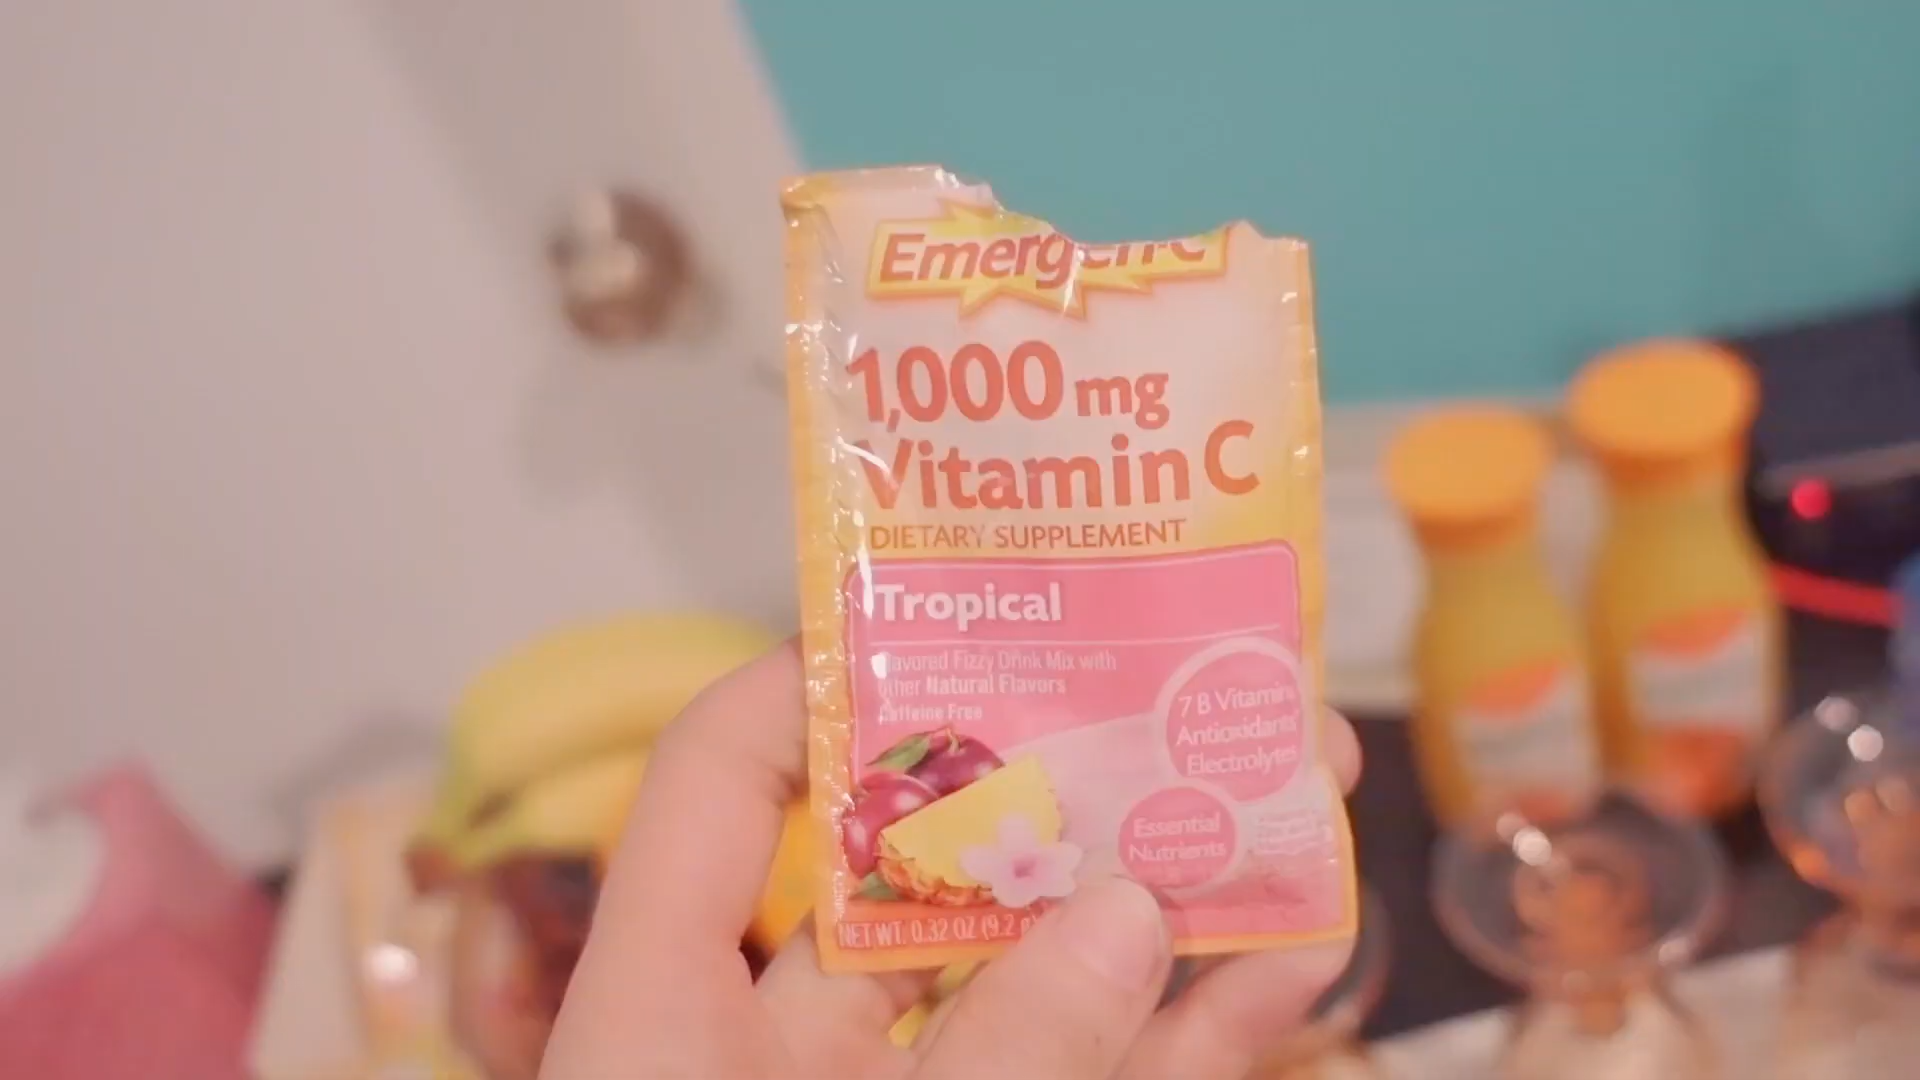 Emergen-C
1,000 mg
Vitamin C
DIETARY SUPPLEMENT
Tropical
Flavored Fizzy Drink Mix with
other Natural Flavors
Caffeine Free
7 B Vitamins
Antioxidants
Electrolytes
Essential
Nutrients
NET WT. 0.32 OZ (9.2 g)